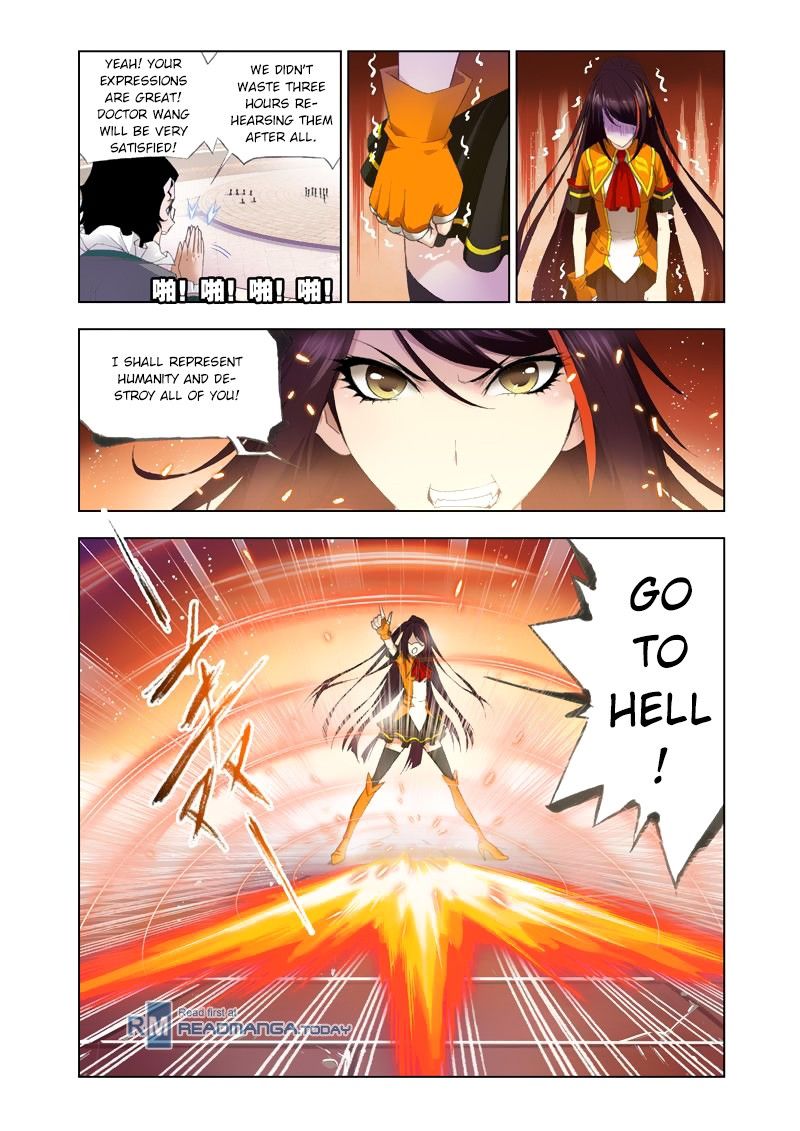 YEAH! YOUR
EXPRESSIONS
ARE GREAT!
DOCTOR WANG
WILL BE VERY
SATISFIED!
WE DIDN'T
WASTE THREE
HOURS RE-
HEARSING THEM
AFTER ALL.
啪! 啪! 啪! 啪!
I SHALL REPRESENT
HUMANITY AND DE-
STROY ALL OF YOU!
GO
TO
HELL
!
RM
Read first at
READMANGA.TODAY